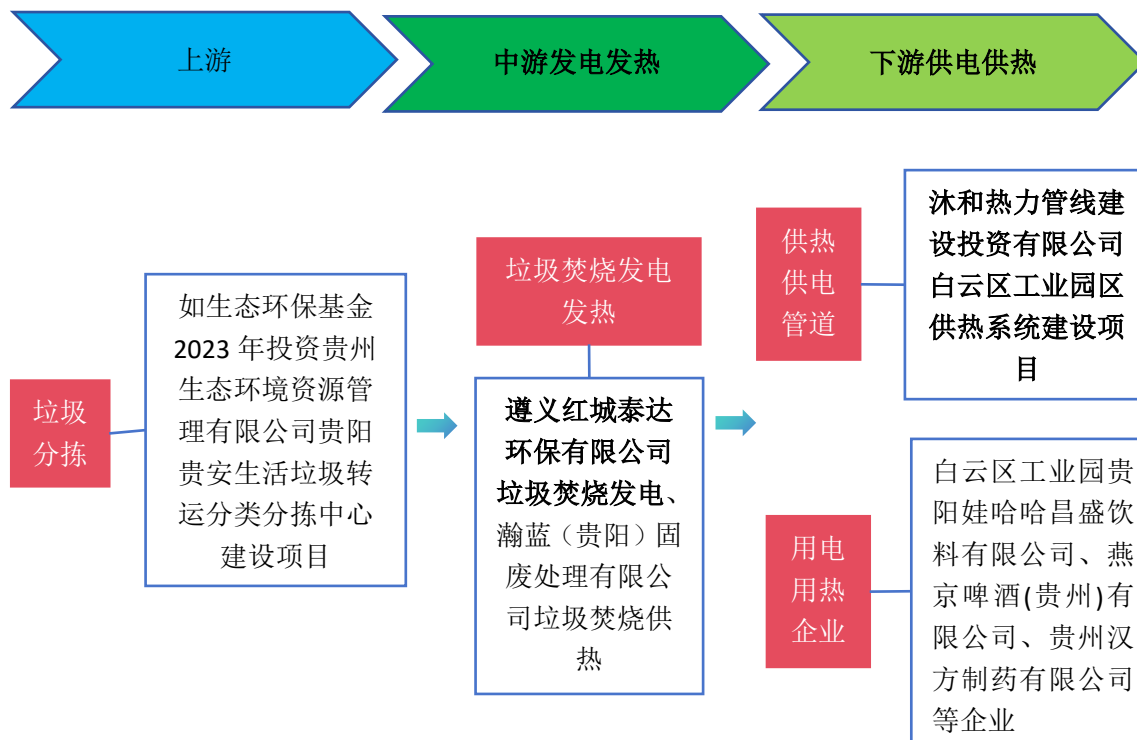 上游
中游发电发热
下游供电供热
垃圾
分拣
如生态环保基金
2023 年投资贵州
生态环境资源管
理有限公司贵阳
贵安生活垃圾转
运分类分拣中心
建设项目
垃圾焚烧发电
发热
遵义红城泰达
环保有限公司
垃圾焚烧发电、
瀚蓝（贵阳）固
废处理有限公
司垃圾焚烧供
热
供热
供电
管道
沐和热力管线建
设投资有限公司
白云区工业园区
供热系统建设项
目
用电
用热
企业
白云区工业园贵
阳娃哈哈昌盛饮
料有限公司、燕
京啤酒(贵州)有
限公司、贵州汉
方制药有限公司
等企业